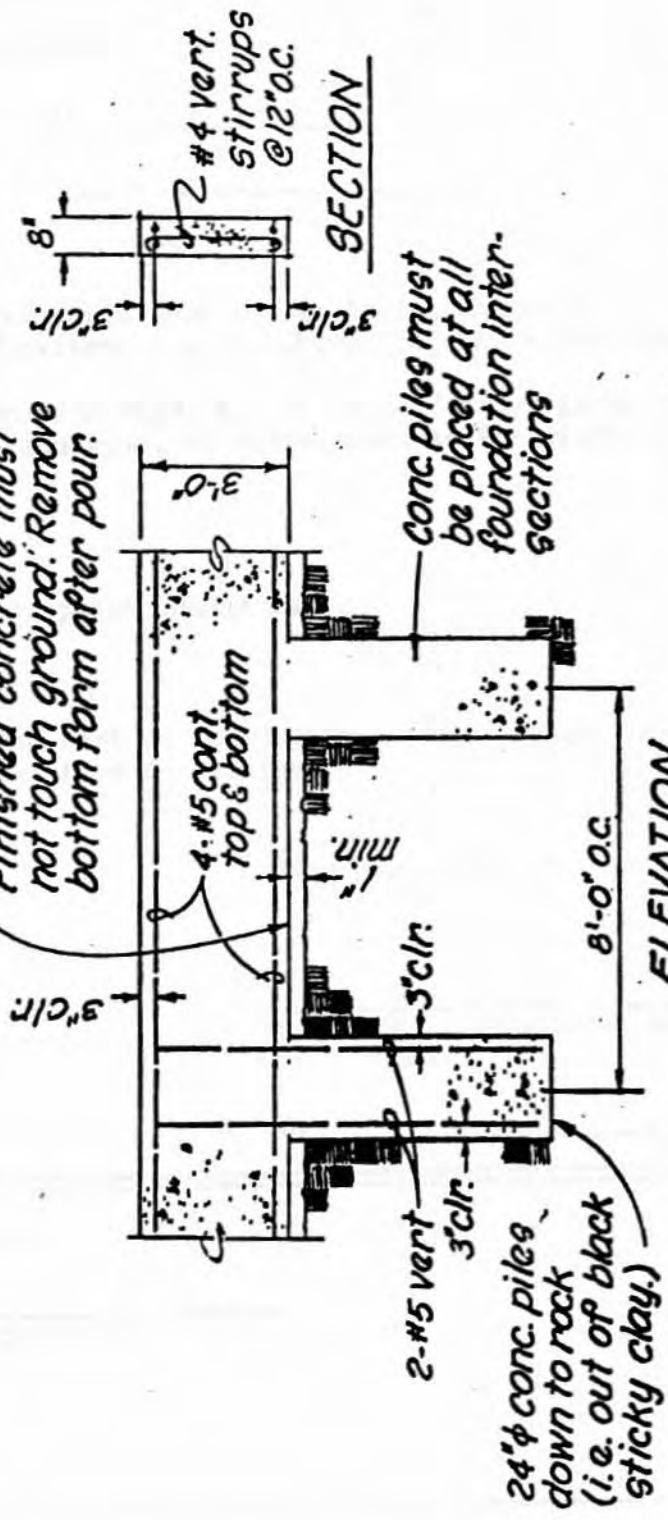 Finished concrete must
not touch ground. Remove
bottom form after pour.
3"clr.
4-#5 cont.
top & bottom
3'-0"
1"
min.
2-#5 vert
3"clr.
3"clr.
24"ϕ conc. piles
down to rock
(i.e. out of black
sticky clay.)
8'-0" o.c.
Conc. piles must
be placed at all
foundation inter-
sections
ELEVATION
8"
3"clr.
3"clr.
#4 vert.
stirrups
@12"o.c.
SECTION